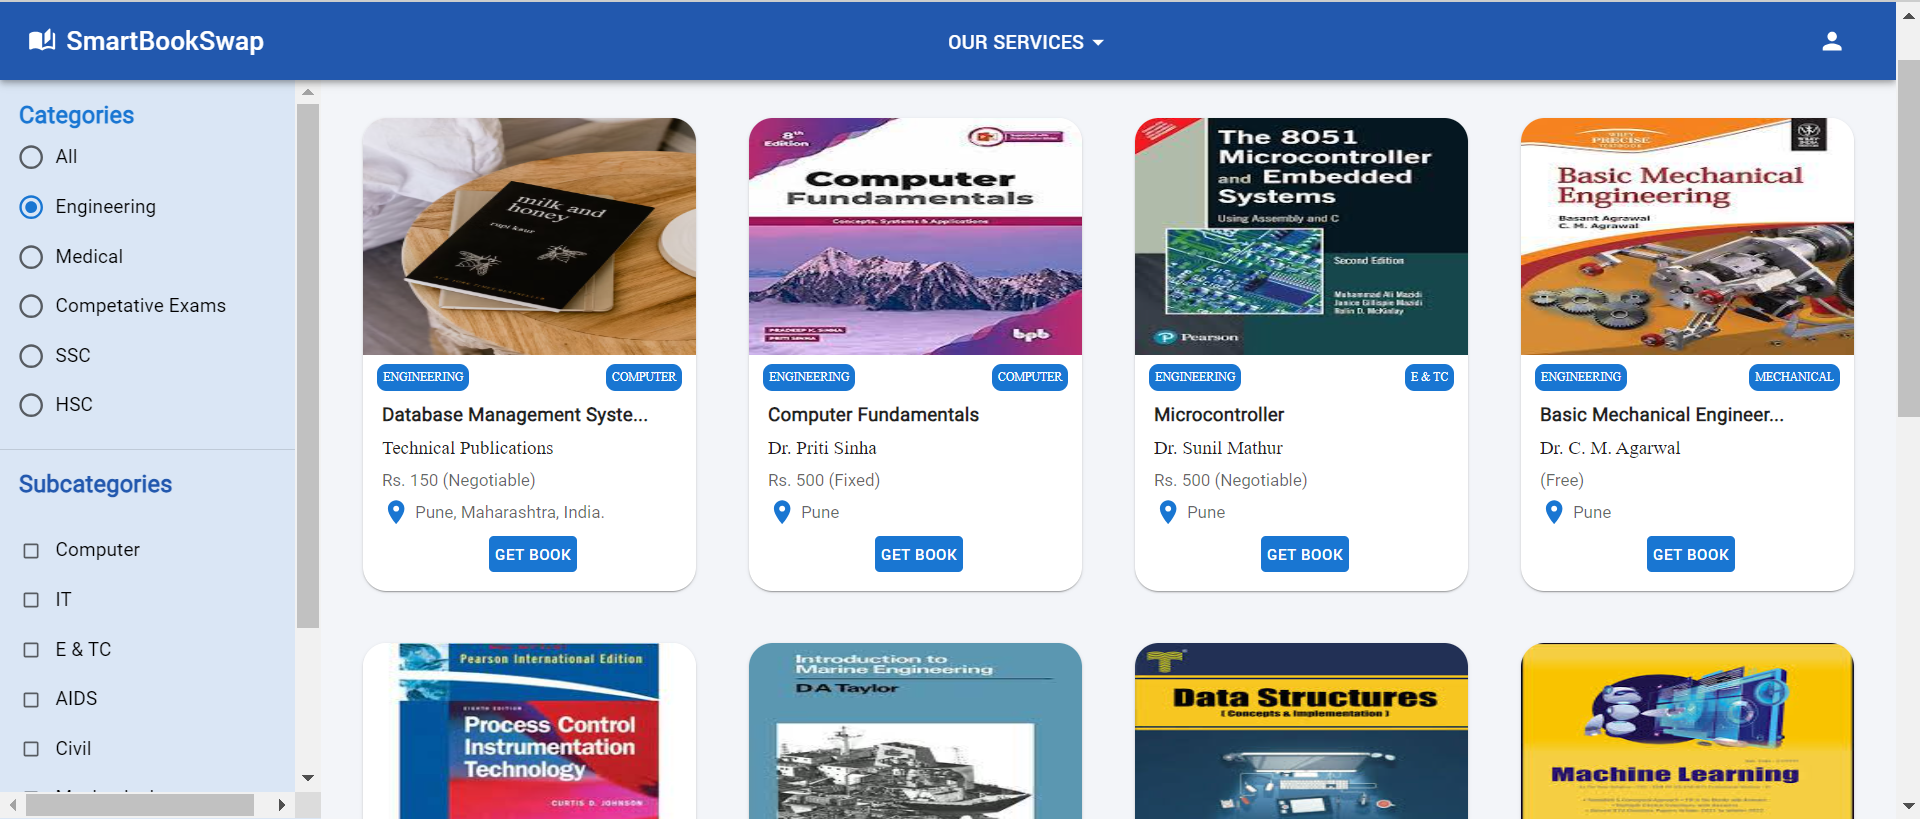 SmartBookSwap
OUR SERVICES
Categories
All
Engineering
Medical
Competative Exams
SSC
HSC
Subcategories
Computer
IT
E & TC
AIDS
Civil
milk and
honey
rupi kaur
ENGINEERING
COMPUTER
Database Management Syste...
Technical Publications
Rs. 150 (Negotiable)
Pune, Maharashtra, India.
GET BOOK
8th
Edition
Computer
Fundamentals
Concepts, Systems & Applications
PRADEEP K. SINHA
PRITI SINHA
bpb
ENGINEERING
COMPUTER
Computer Fundamentals
Dr. Priti Sinha
Rs. 500 (Fixed)
Pune
GET BOOK
The 8051
Microcontroller
and Embedded
Systems
Using Assembly and C
Second Edition
Muhammad Ali Mazidi
Janice Gillispie Mazidi
Rolin D. McKinlay
Pearson
ENGINEERING
E & TC
Microcontroller
Dr. Sunil Mathur
Rs. 500 (Negotiable)
Pune
GET BOOK
WILEY
PRECISE
TEXTBOOK
WILEY
INDIA
Basic Mechanical
Engineering
Basant Agrawal
C. M. Agrawal
ENGINEERING
MECHANICAL
Basic Mechanical Engineer...
Dr. C. M. Agarwal
(Free)
Pune
GET BOOK
Pearson International Edition
EIGHTH EDITION
Process Control
Instrumentation
Technology
CURTIS D. JOHNSON
Introduction to
Marine Engineering
D A Taylor
Data Structures
( Concepts & Implementation )
Machine Learning